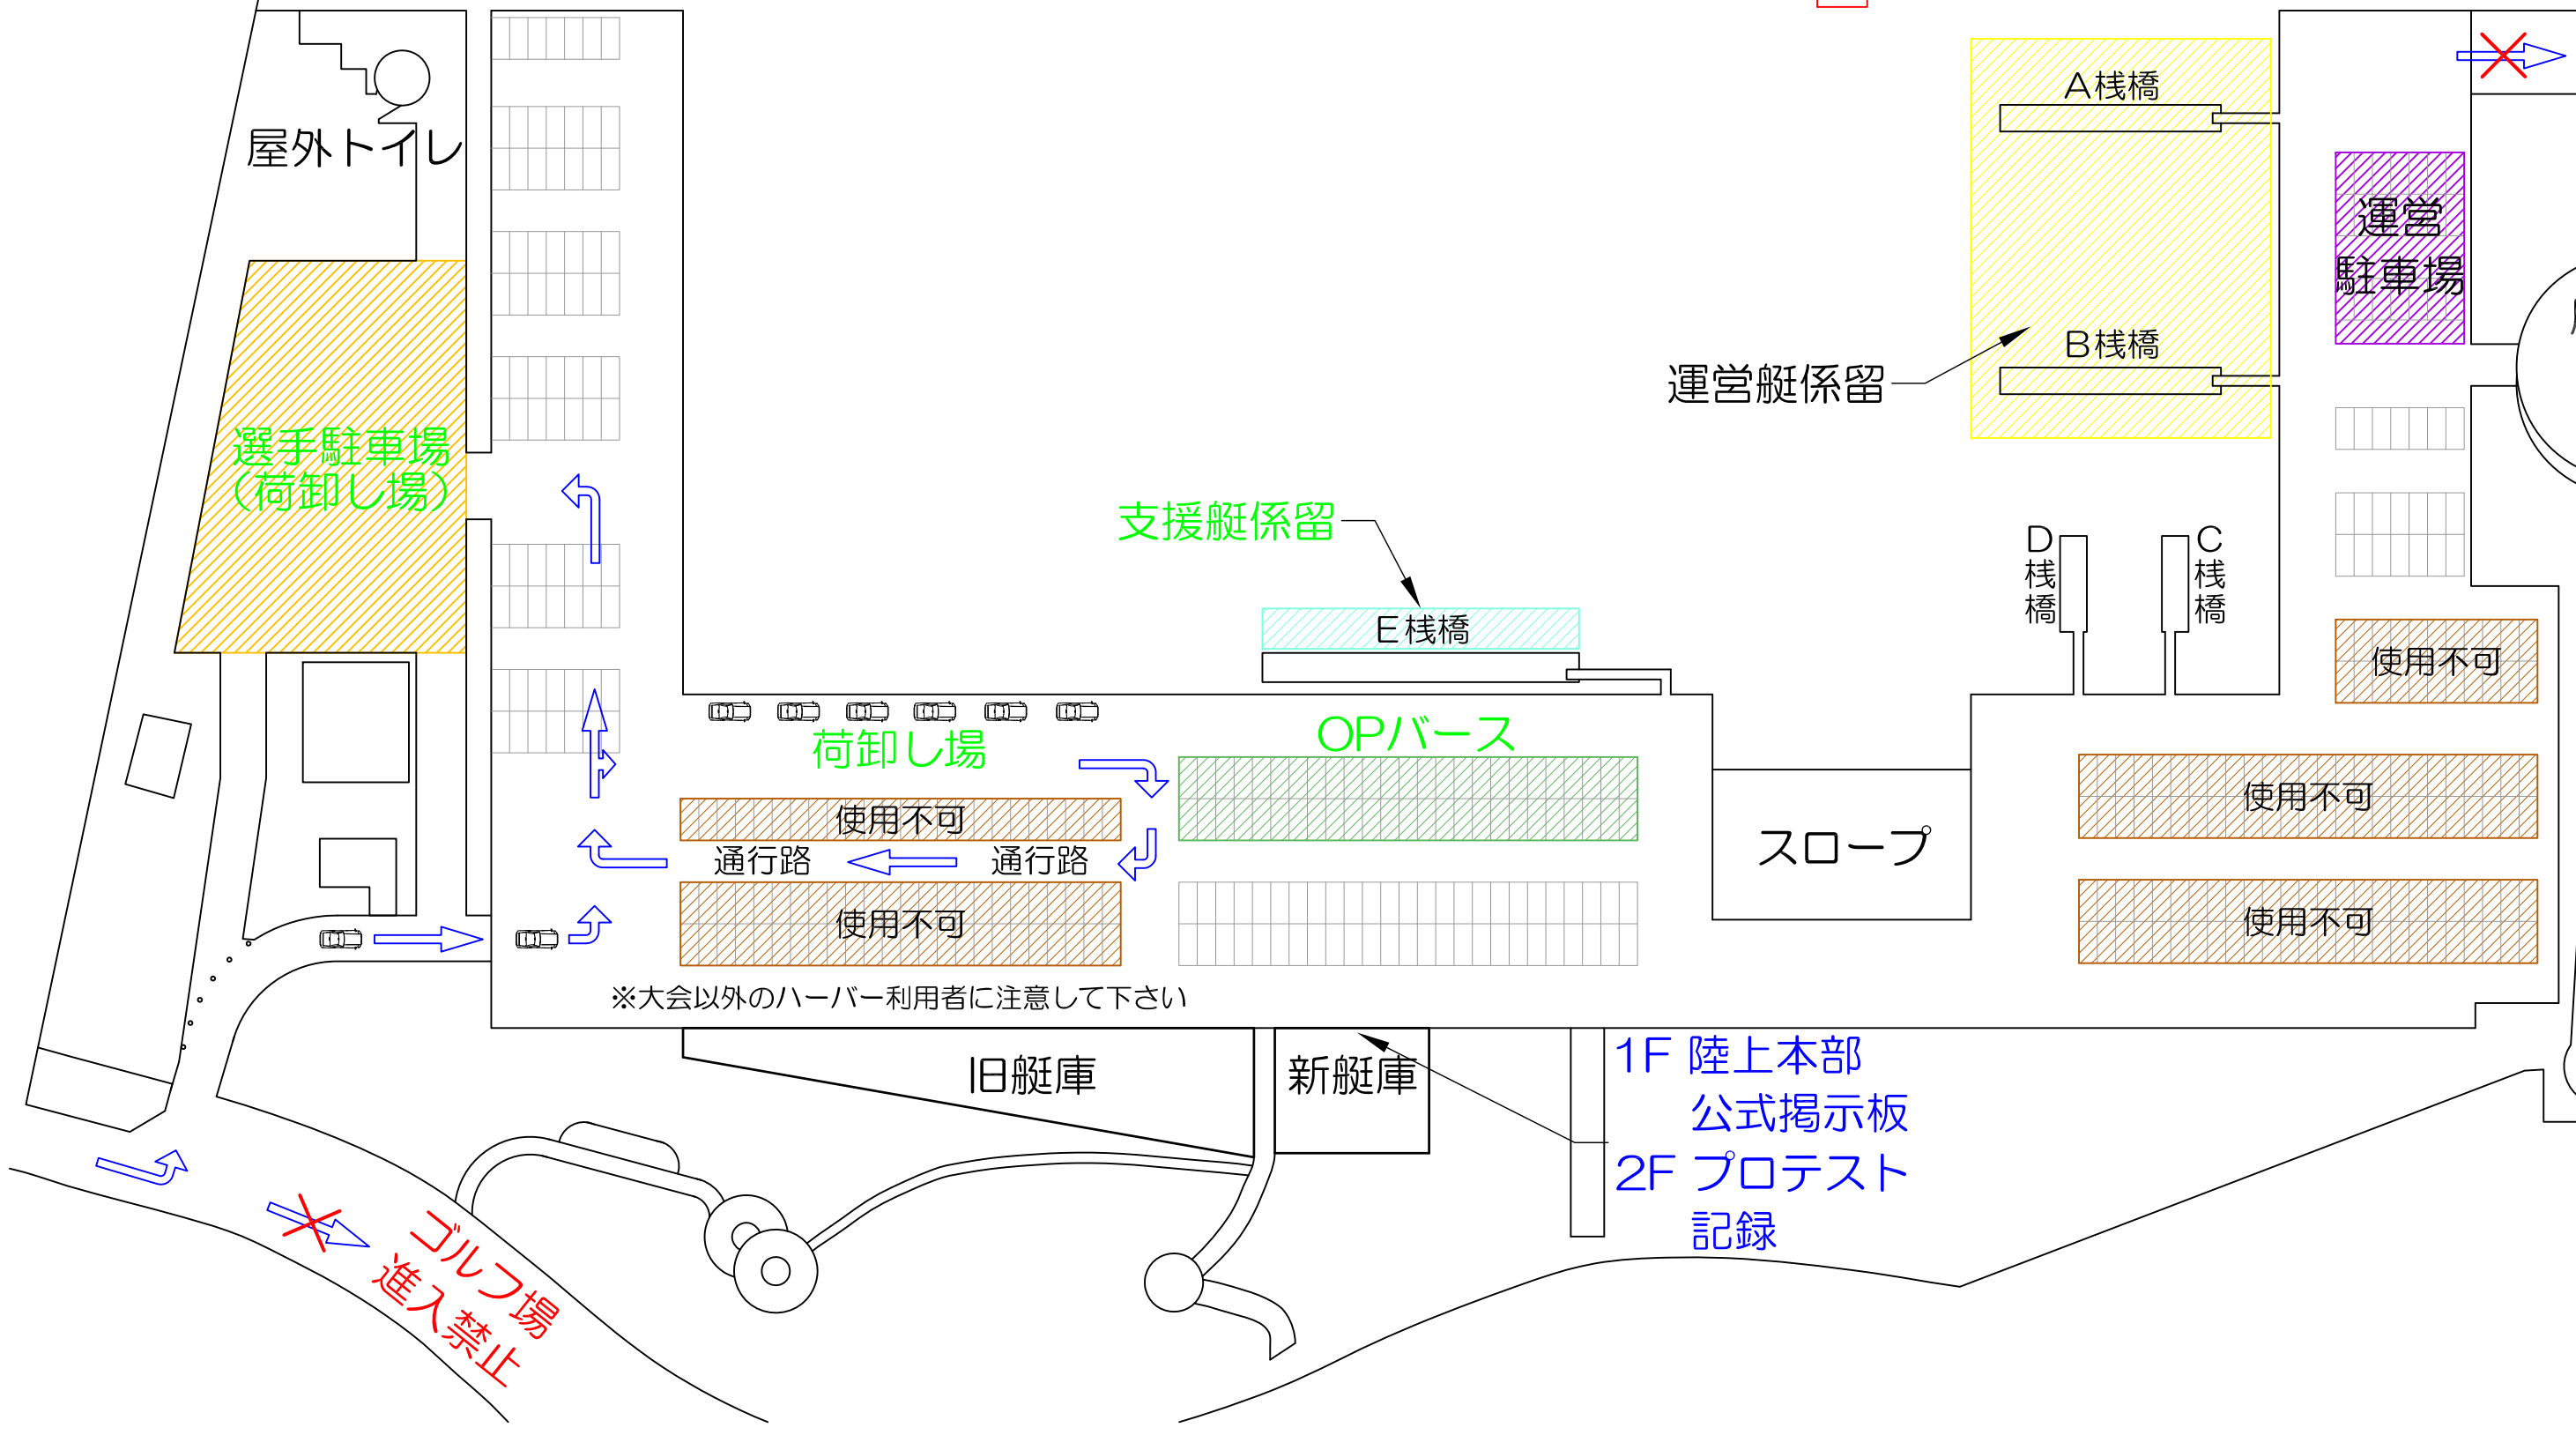 A桟橋
屋外トイレ
運営
駐車場
B桟橋
運営艇係留
選手駐車場
(荷卸し場)
支援艇係留
D桟橋
C桟橋
E桟橋
使用不可
OPバース
荷卸し場
使用不可
使用不可
スロープ
通行路
通行路
使用不可
使用不可
※大会以外のハーバー利用者に注意して下さい
旧艇庫
新艇庫
1F 陸上本部
公式掲示板
2F プロテスト
記録
ゴルフ場
進入禁止